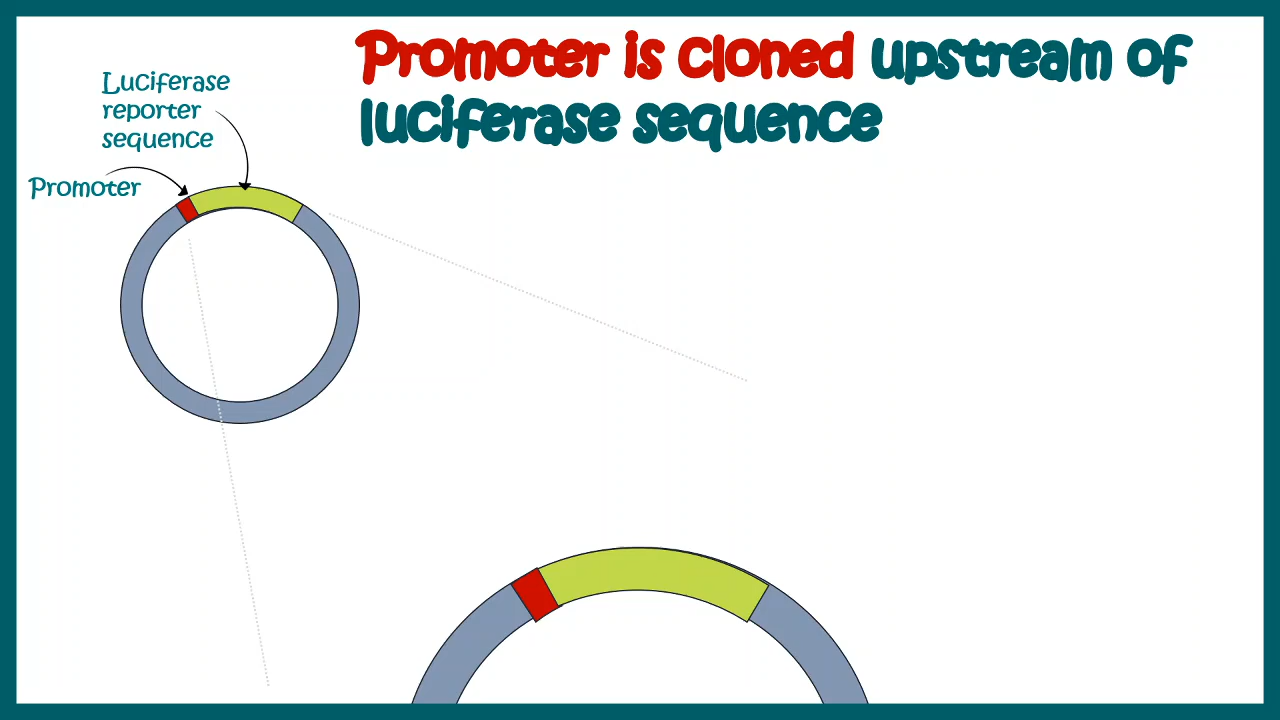 Promoter is cloned upstream of
luciferase sequence
Luciferase
reporter
sequence
Promoter